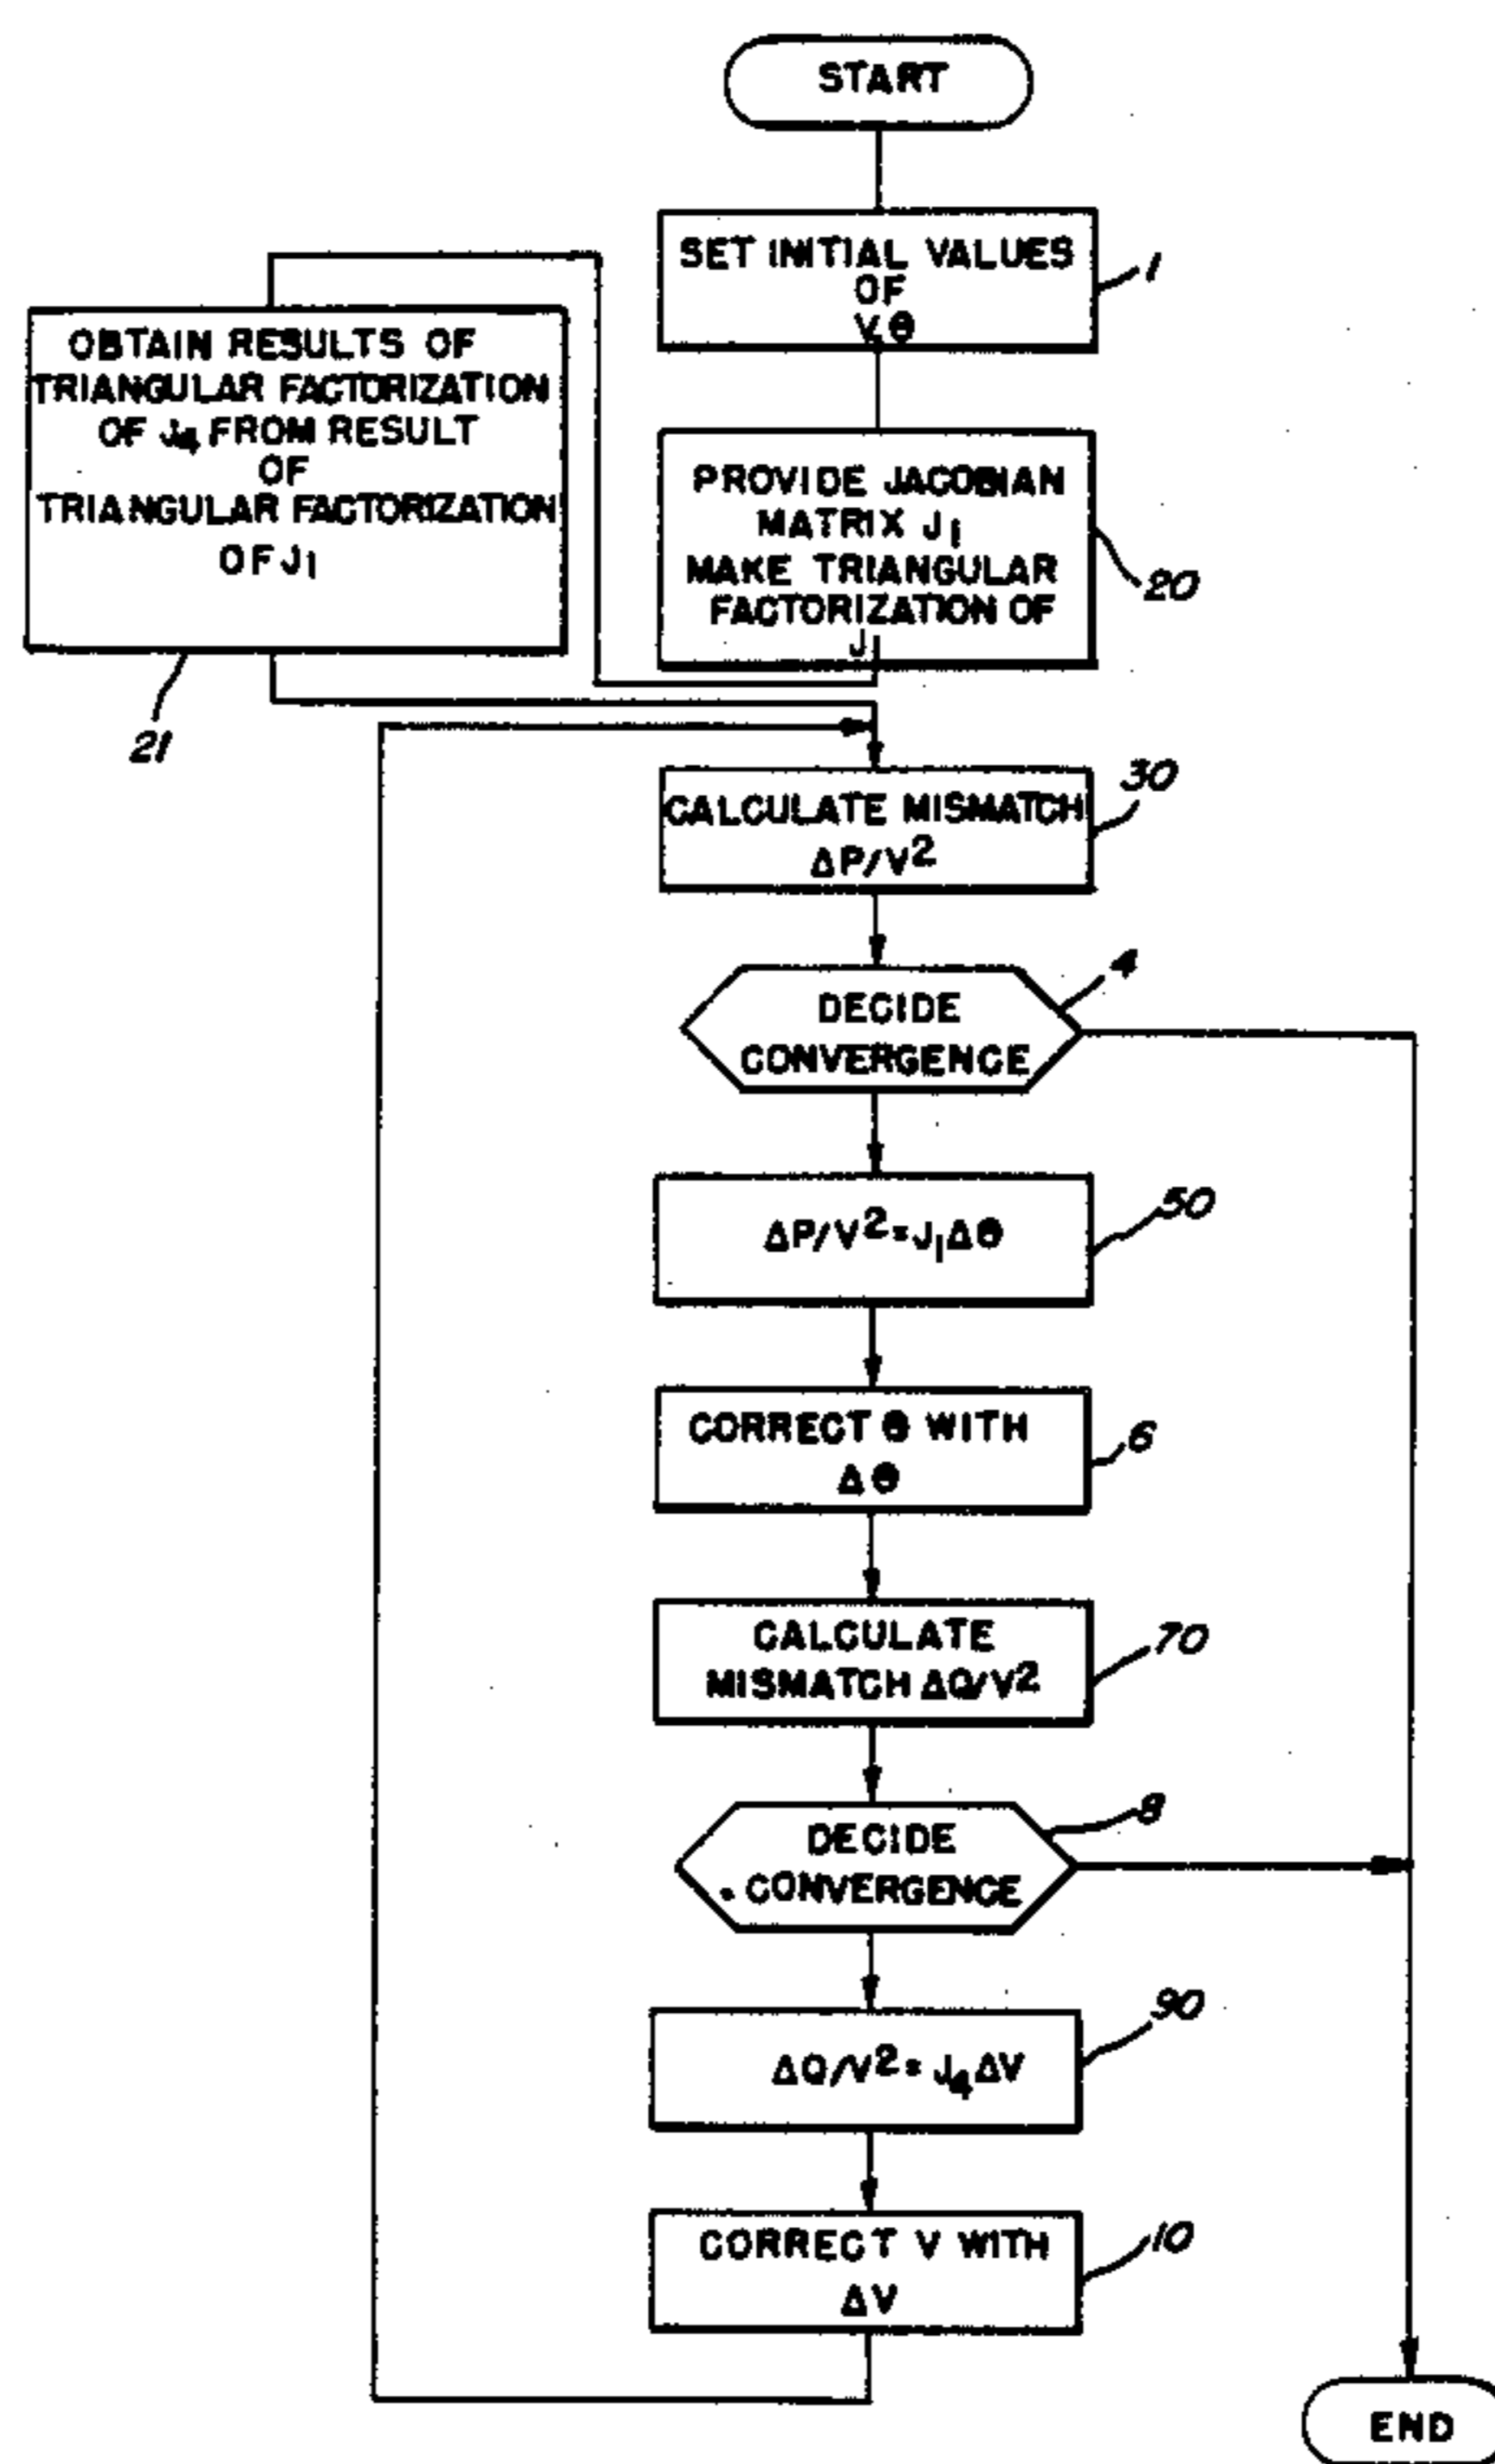 START
SET INITIAL VALUES
OF
V.θ
1
PROVIDE JACOBIAN
MATRIX J1
MAKE TRIANGULAR
FACTORIZATION OF
J
20
OBTAIN RESULTS OF
TRIANGULAR FACTORIZATION
OF J4 FROM RESULT
OF
TRIANGULAR FACTORIZATION
OF J1
21
CALCULATE MISMATCH
ΔP/V²
30
DECIDE
CONVERGENCE
4
ΔP/V²=J₁Δθ
50
CORRECT θ WITH
Δθ
6
CALCULATE
MISMATCH ΔQ/V²
70
DECIDE
CONVERGENCE
8
ΔQ/V²=J₄ΔV
90
CORRECT V WITH
ΔV
10
END